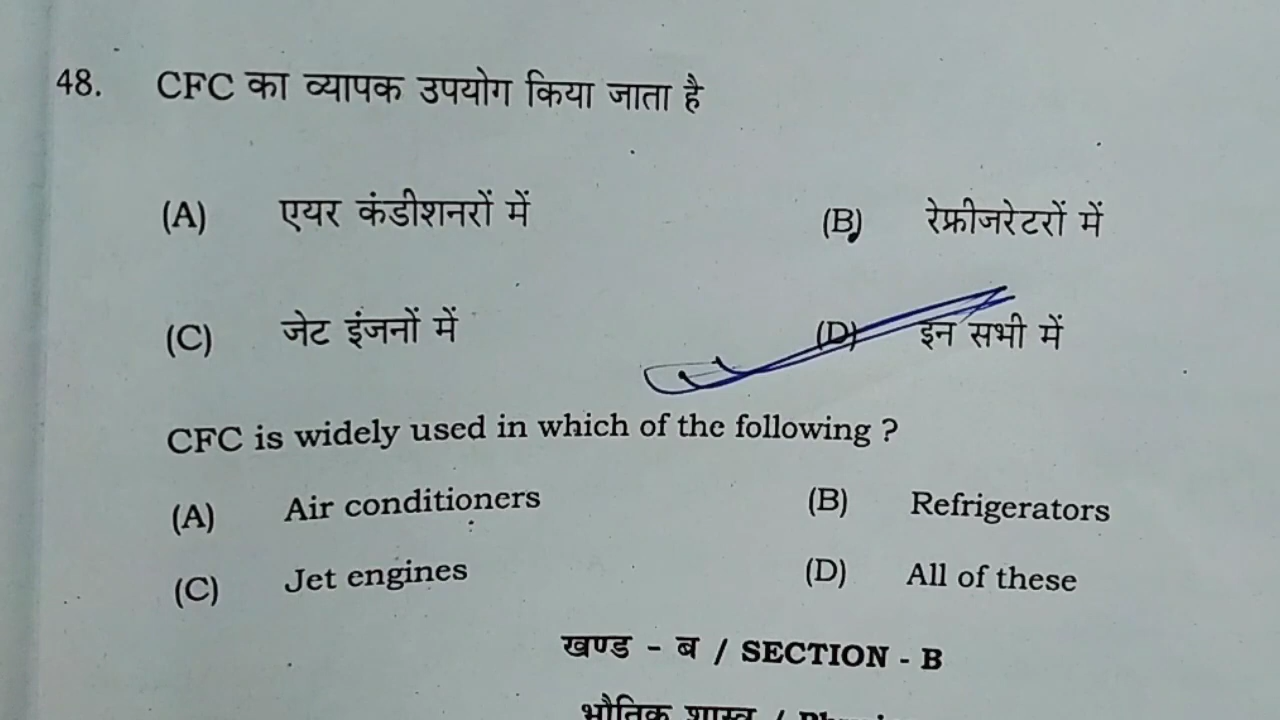 48. CFC का व्यापक उपयोग किया जाता है
(A) एयर कंडीशनरों में (B) रेफ्रीजरेटरों में
(C) जेट इंजनों में (D) इन सभी में
CFC is widely used in which of the following ?
(A) Air conditioners (B) Refrigerators
(C) Jet engines (D) All of these
खण्ड - ब / SECTION - B
भौतिक शास्त्र /